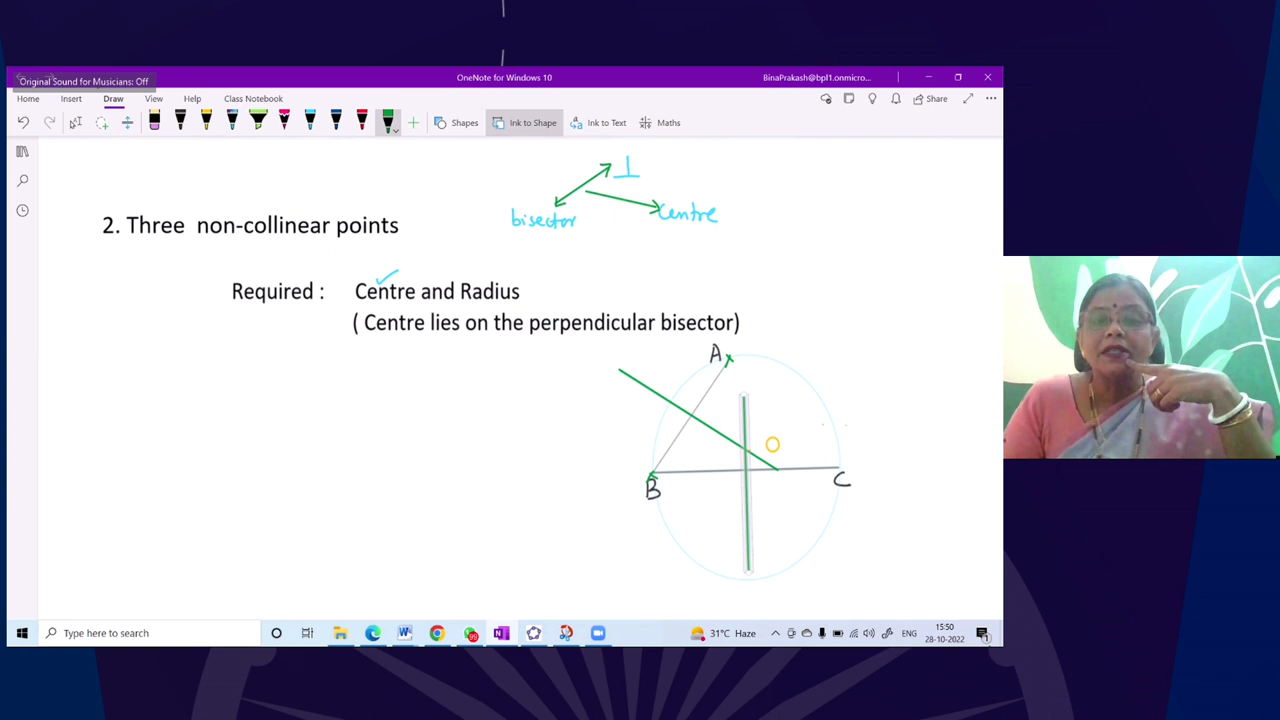 Original Sound for Musicians: Off
OneNote for Windows 10
BinaPrakash@bpl1.onmicro...
Home Insert Draw View Help Class Notebook
Share
Shapes Ink to Shape Ink to Text Maths
⊥
bisector
centre
2. Three non-collinear points
Required : Centre and Radius
( Centre lies on the perpendicular bisector)
A
O
B
C
Type here to search
99
31°C Haze
ENG
15:50
28-10-2022
1